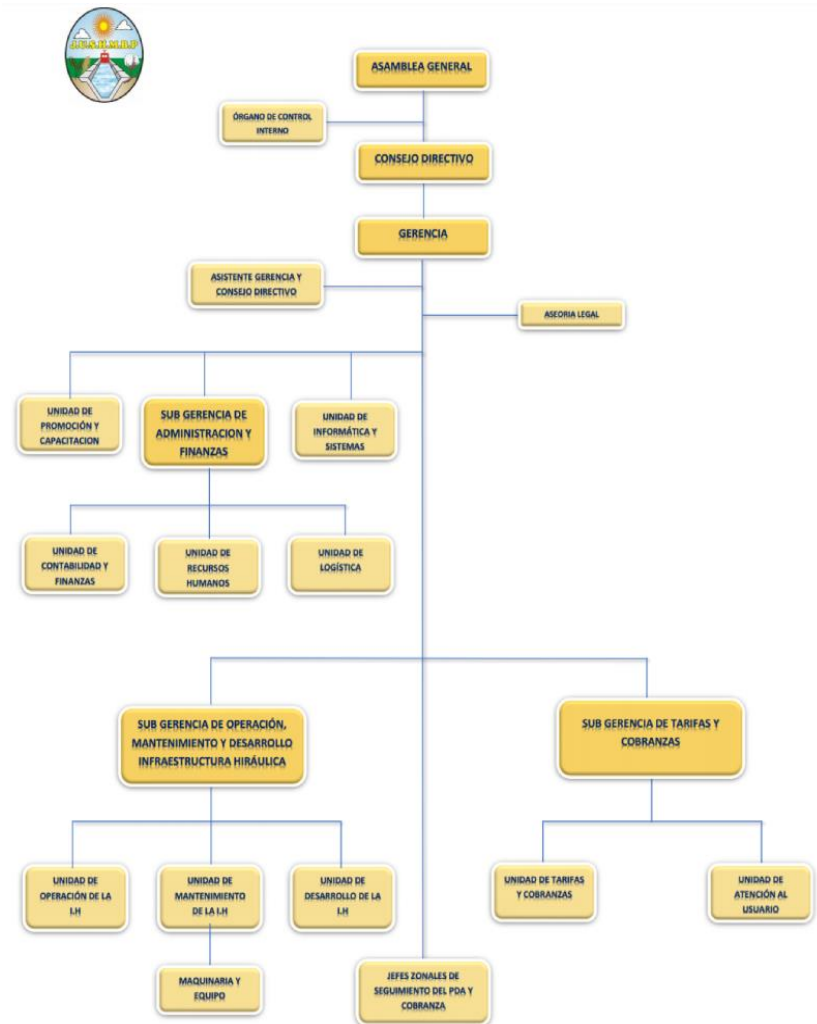 J.U.S.H.M.B.P
ASAMBLEA GENERAL
ÓRGANO DE CONTROL
INTERNO
CONSEJO DIRECTIVO
GERENCIA
ASISTENTE GERENCIA Y
CONSEJO DIRECTIVO
ASEORIA LEGAL
UNIDAD DE
PROMOCIÓN Y
CAPACITACION
SUB GERENCIA DE
ADMINISTRACION Y
FINANZAS
UNIDAD DE
INFORMÁTICA Y
SISTEMAS
UNIDAD DE
CONTABILIDAD Y
FINANZAS
UNIDAD DE
RECURSOS
HUMANOS
UNIDAD DE
LOGÍSTICA
SUB GERENCIA DE OPERACIÓN,
MANTENIMIENTO Y DESARROLLO
INFRAESTRUCTURA HIRÁULICA
SUB GERENCIA DE TARIFAS Y
COBRANZAS
UNIDAD DE
OPERACIÓN DE LA
I.H
UNIDAD DE
MANTENIMIENTO
DE LA I.H
UNIDAD DE
DESARROLLO DE LA
I.H
UNIDAD DE TARIFAS
Y COBRANZAS
UNIDAD DE
ATENCIÓN AL
USUARIO
MAQUINARIA Y
EQUIPO
JEFES ZONALES DE
SEGUIMIENTO DEL PDA Y
COBRANZA